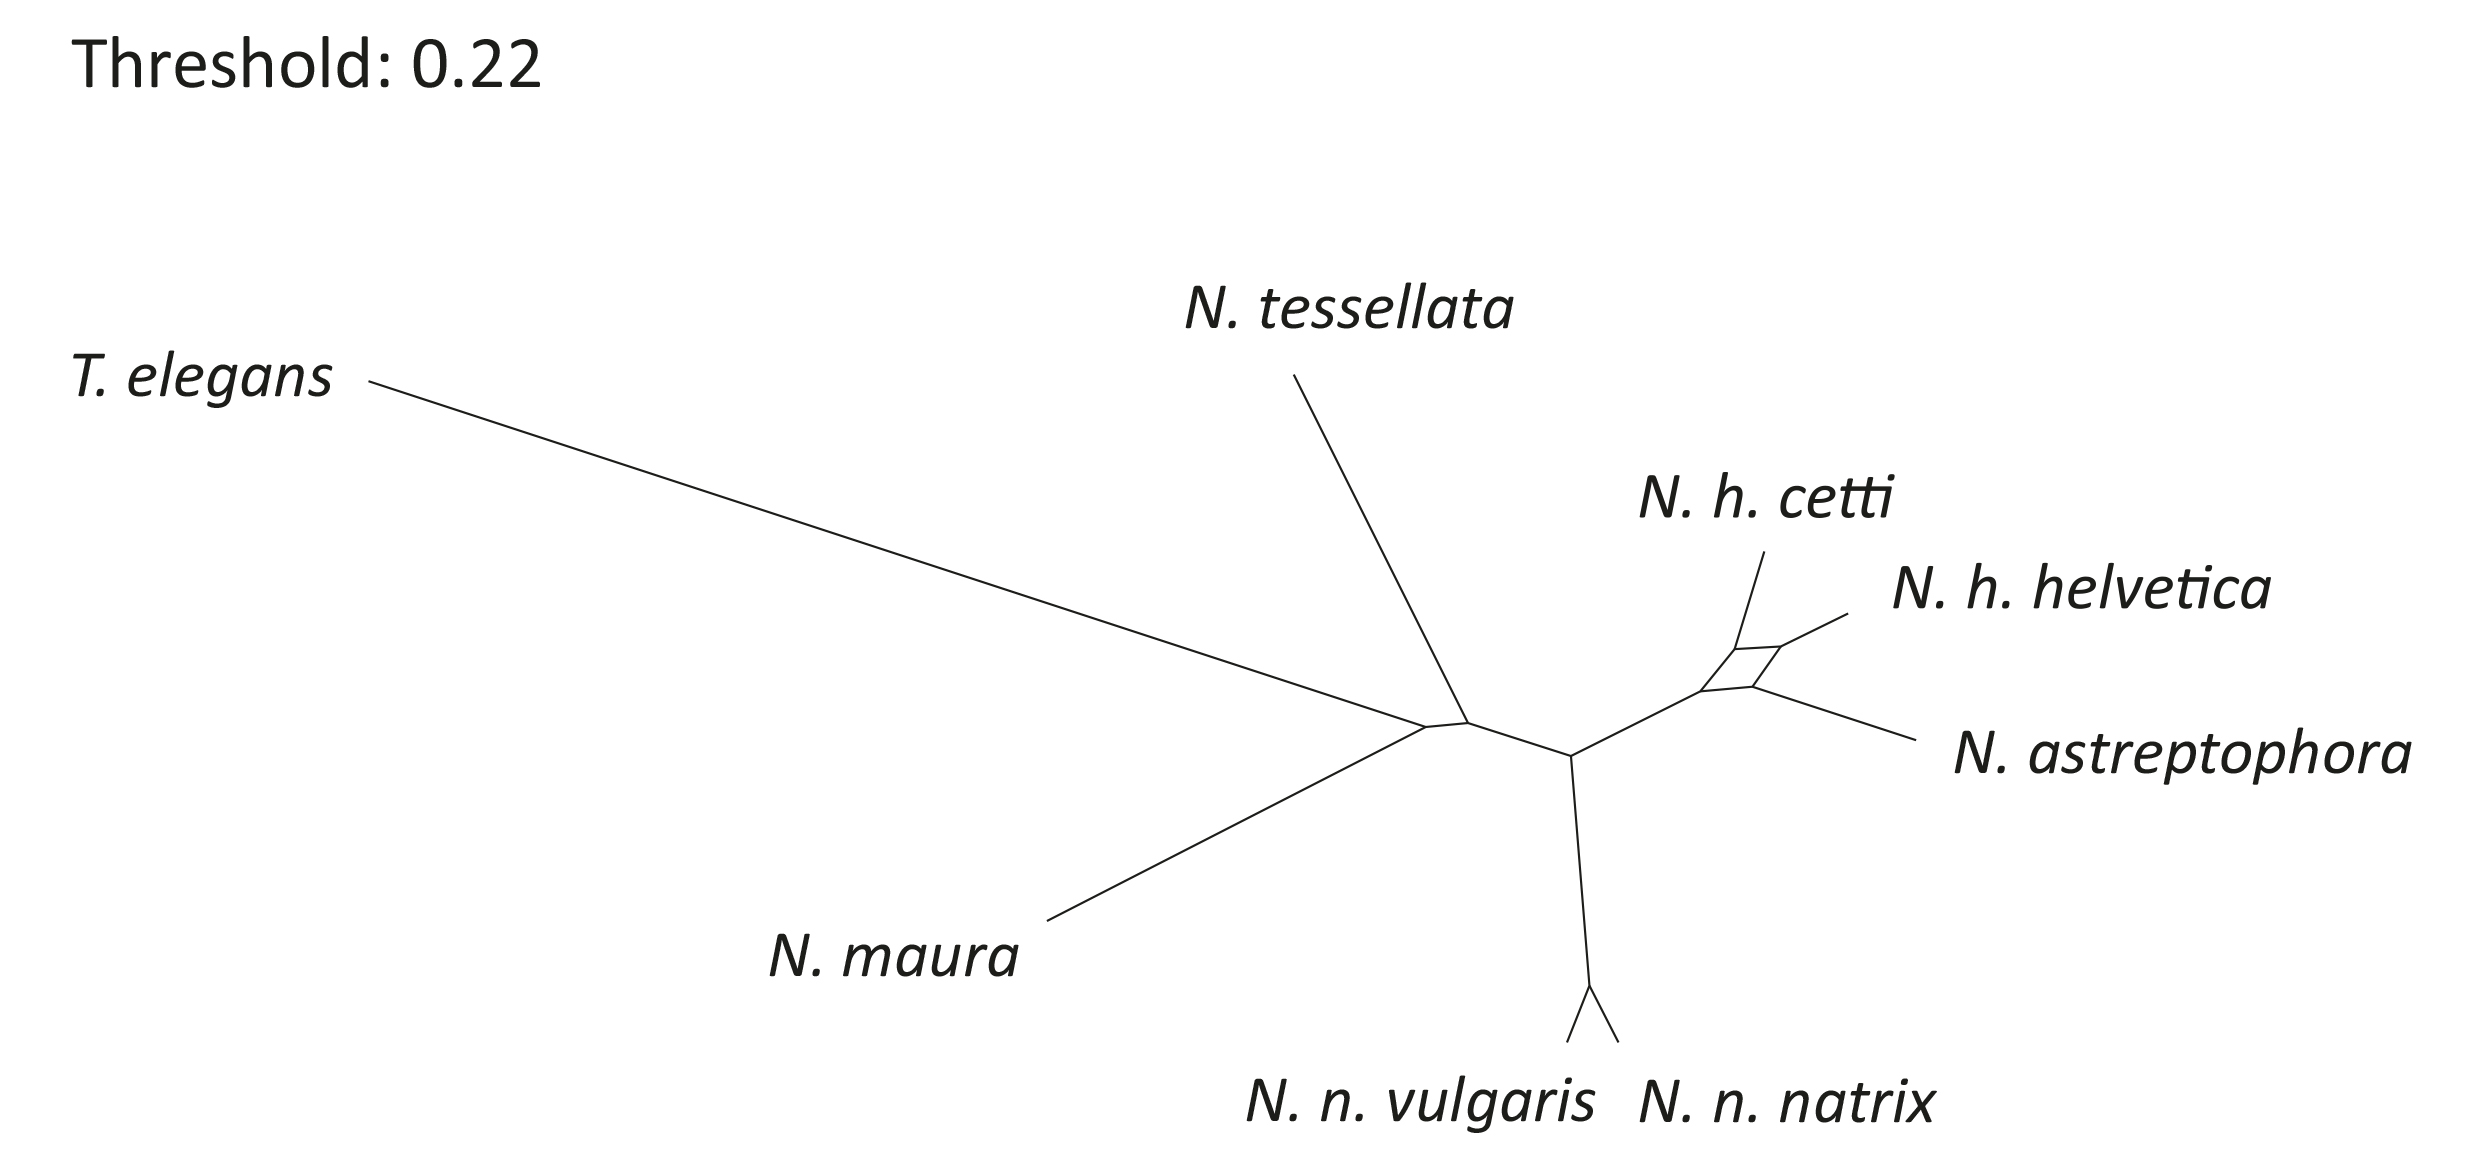 Threshold: 0.22
N. tessellata
T. elegans
N. h. cetti
N. h. helvetica
N. astreptophora
N. maura
N. n. vulgaris
N. n. natrix